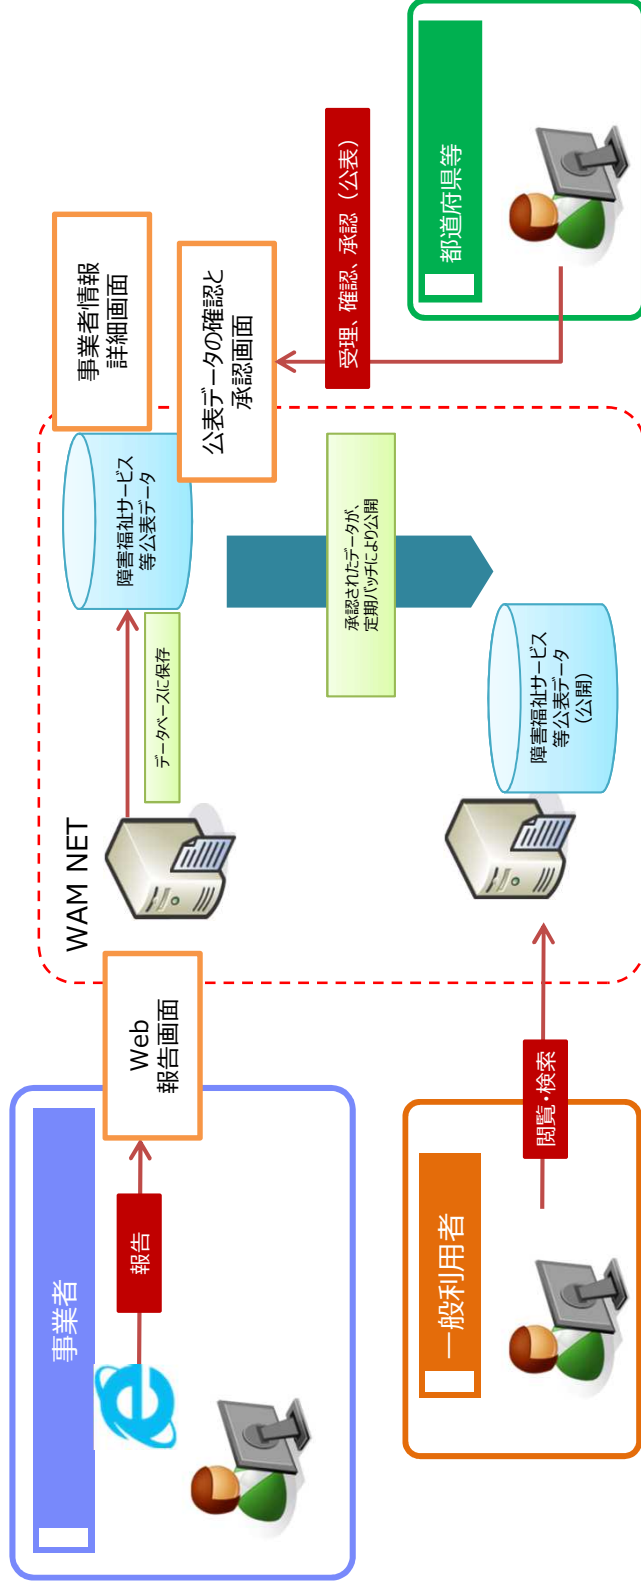 事業者
報告
Web
報告画面
WAM NET
データベースに保存
障害福祉サービス
等公表データ
事業者情報
詳細画面
公表データの確認と
承認画面
受理、確認、承認（公表）
都道府県等
承認されたデータが、
定期バッチにより公開
障害福祉サービス
等公表データ
（公開）
一般利用者
閲覧・検索